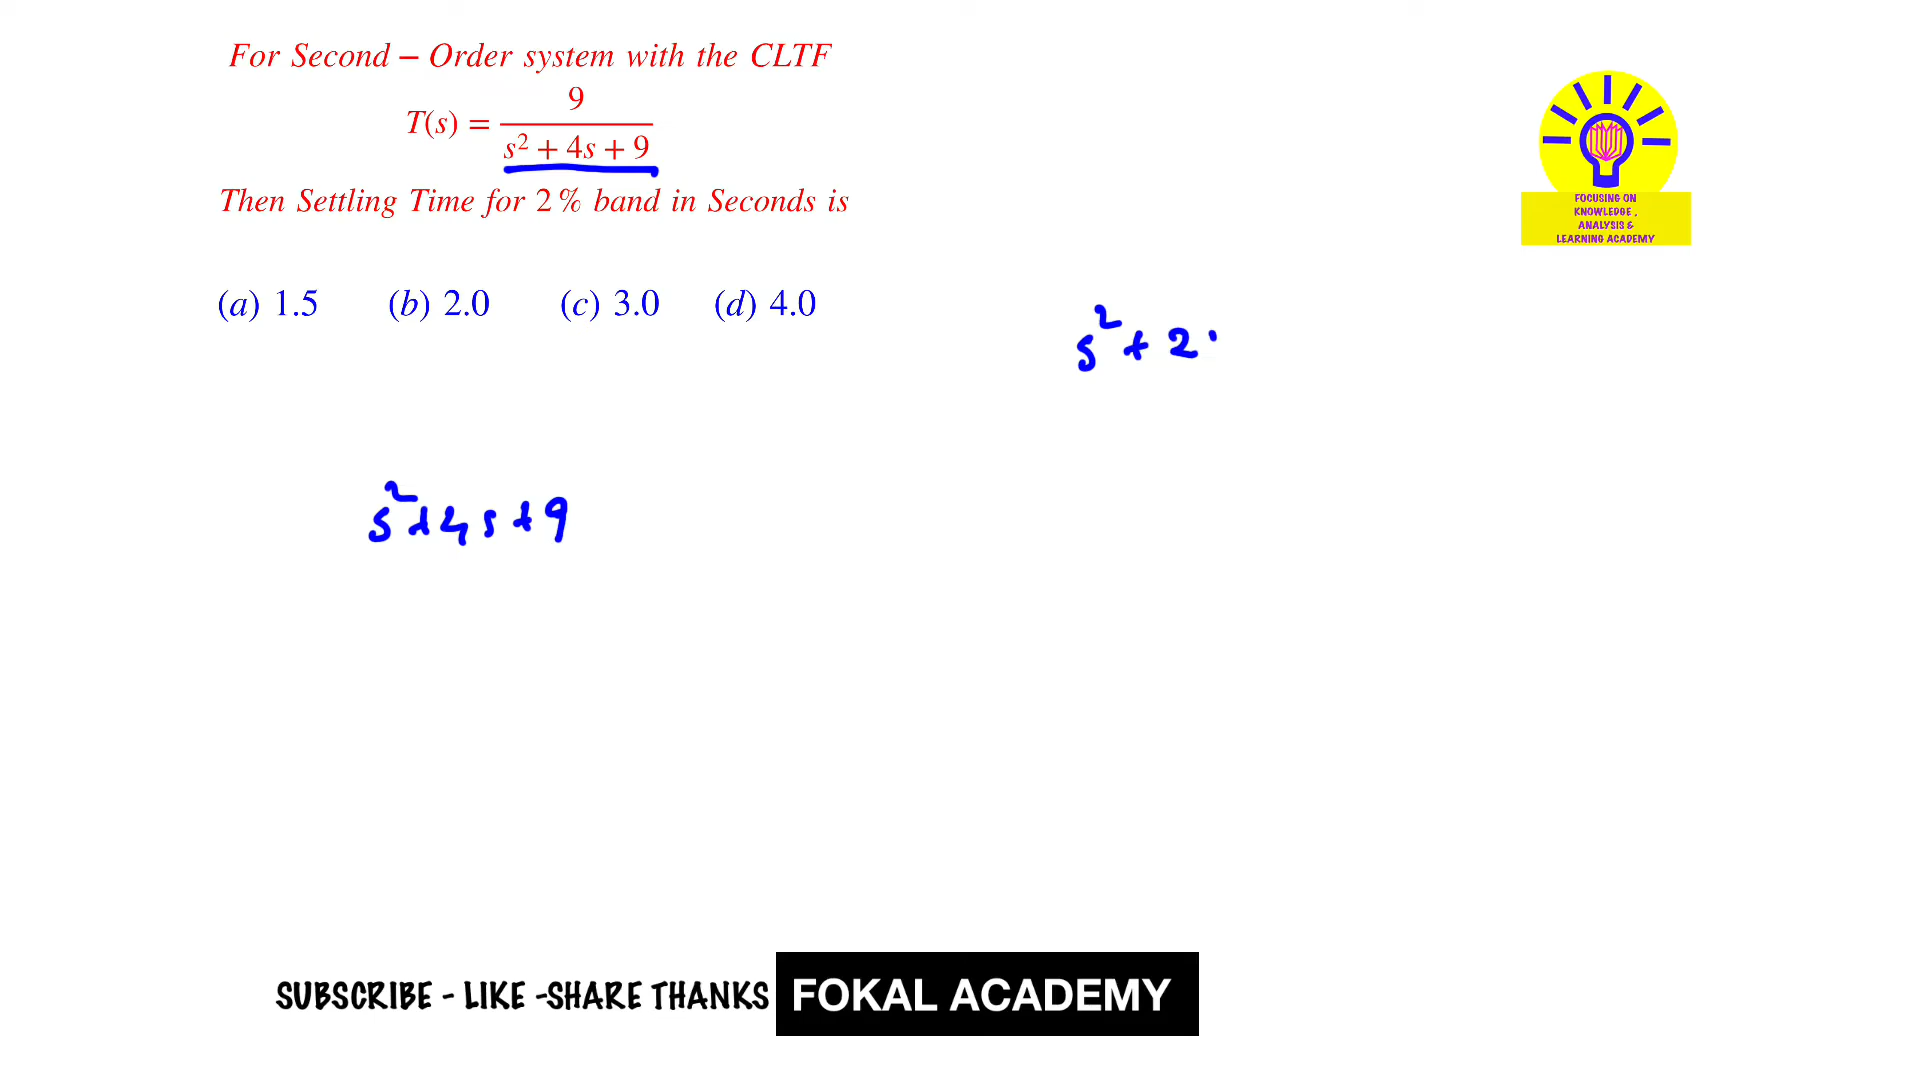 For Second – Order system with the CLTF
T(s) = 9 / (s² + 4s + 9)
Then Settling Time for 2 % band in Seconds is
(a) 1.5 (b) 2.0 (c) 3.0 (d) 4.0
s² + 2
s² + 4s + 9
FOCUSING ON
KNOWLEDGE ,
ANALYSIS &
LEARNING ACADEMY
SUBSCRIBE - LIKE -SHARE THANKS FOKAL ACADEMY